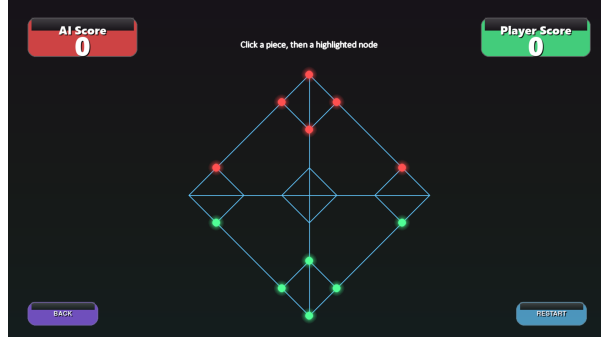 AI Score
0
Click a piece, then a highlighted node
Player Score
0
BACK
RESTART